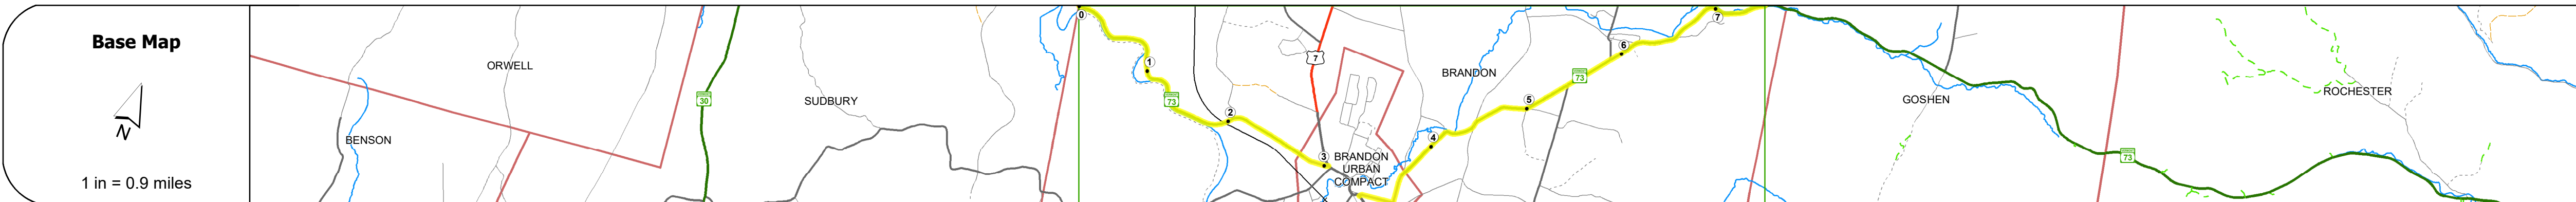 Base Map
N
1 in = 0.9 miles
BENSON
ORWELL
30
SUDBURY
0
1
73
2
7
3
BRANDON
URBAN
COMPACT
4
BRANDON
5
73
6
7
GOSHEN
73
ROCHESTER